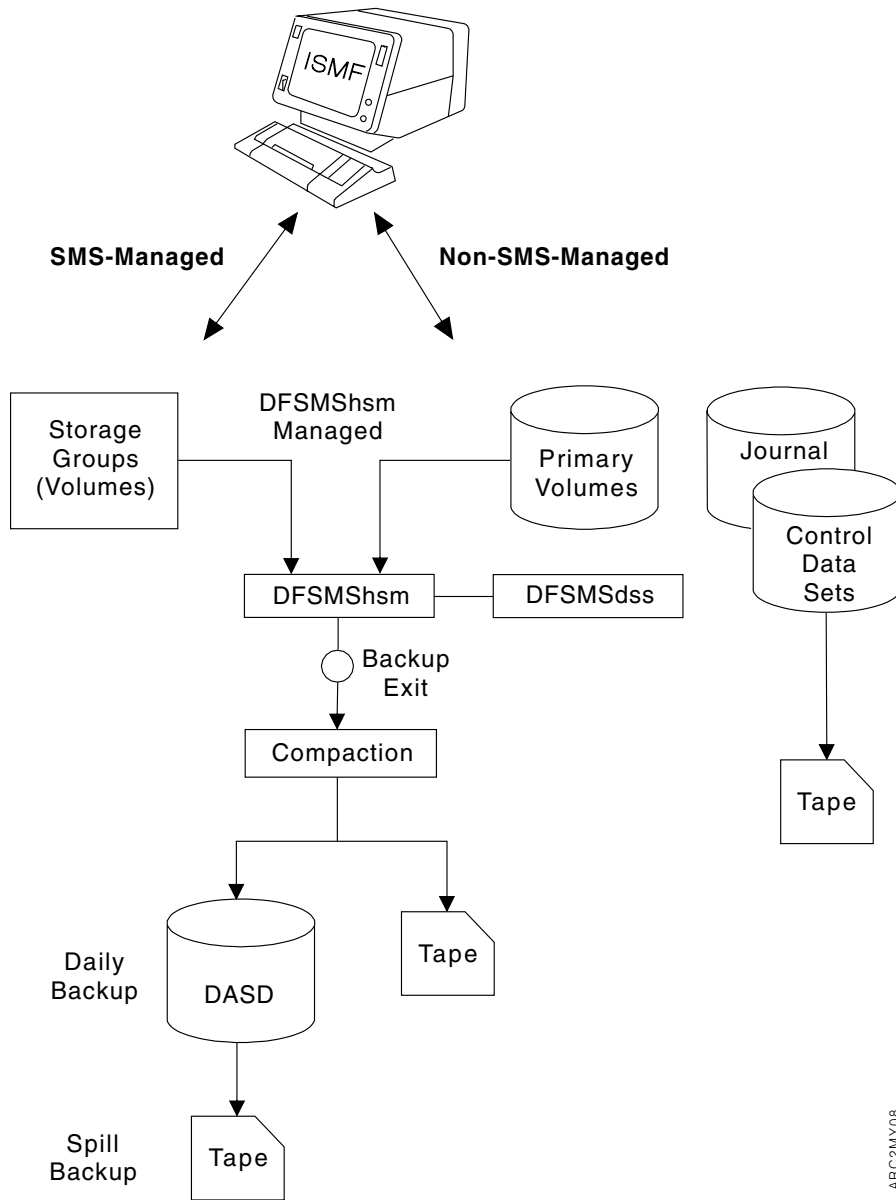 ISMF
SMS-Managed
Non-SMS-Managed
Storage
Groups
(Volumes)
DFSMShsm
Managed
Primary
Volumes
Journal
Control
Data
Sets
DFSMShsm
DFSMSdss
Backup
Exit
Compaction
Tape
Daily
Backup
DASD
Tape
Spill
Backup
Tape
ARC2MY08